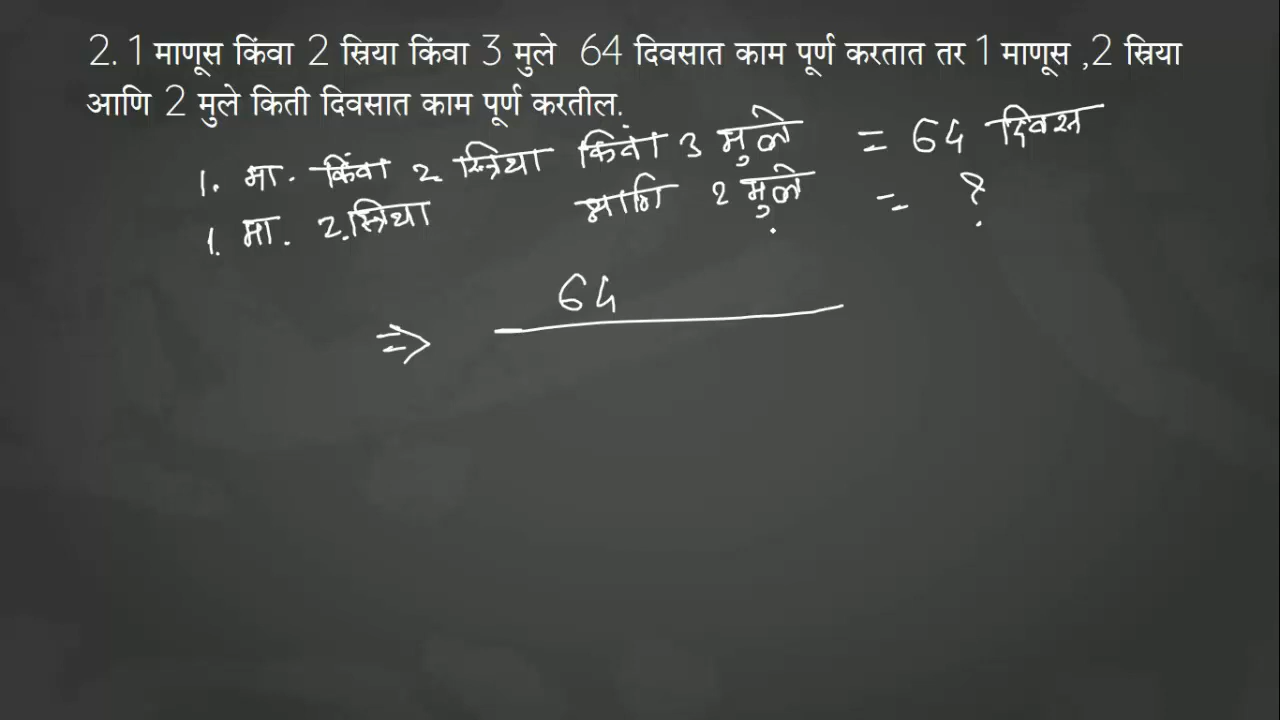 2. 1 माणूस किंवा 2 स्रिया किंवा 3 मुले 64 दिवसात काम पूर्ण करतात तर 1 माणूस ,2 स्रिया
आणि 2 मुले किती दिवसात काम पूर्ण करतील.
1. मा. किंवा 2 स्त्रिया किंवा 3 मुले = 64 दिवस
1. मा. 2.स्त्रिया आणि 2 मुले = ?
⇒ 64